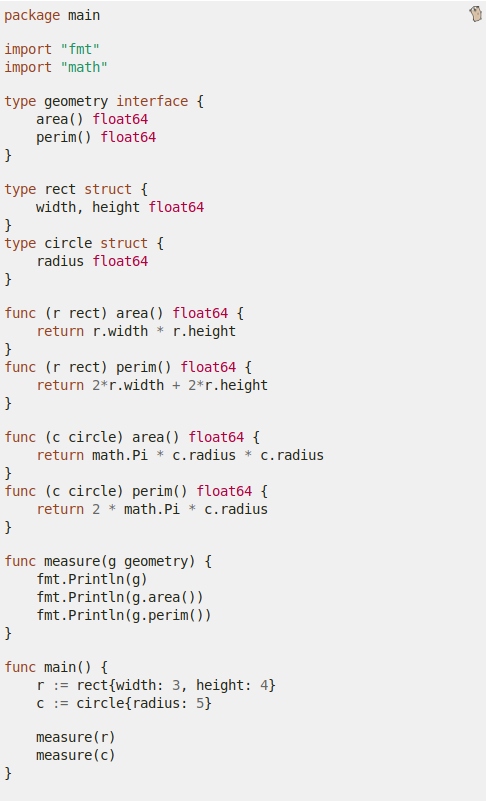 package main
import "fmt"
import "math"
type geometry interface {
    area() float64
    perim() float64
}
type rect struct {
    width, height float64
}
type circle struct {
    radius float64
}
func (r rect) area() float64 {
    return r.width * r.height
}
func (r rect) perim() float64 {
    return 2*r.width + 2*r.height
}
func (c circle) area() float64 {
    return math.Pi * c.radius * c.radius
}
func (c circle) perim() float64 {
    return 2 * math.Pi * c.radius
}
func measure(g geometry) {
    fmt.Println(g)
    fmt.Println(g.area())
    fmt.Println(g.perim())
}
func main() {
    r := rect{width: 3, height: 4}
    c := circle{radius: 5}
    measure(r)
    measure(c)
}